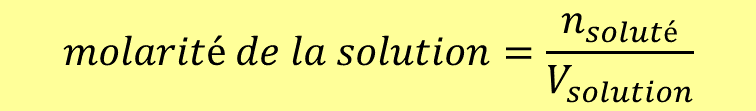 molarité de la solution = n_soluté / V_solution